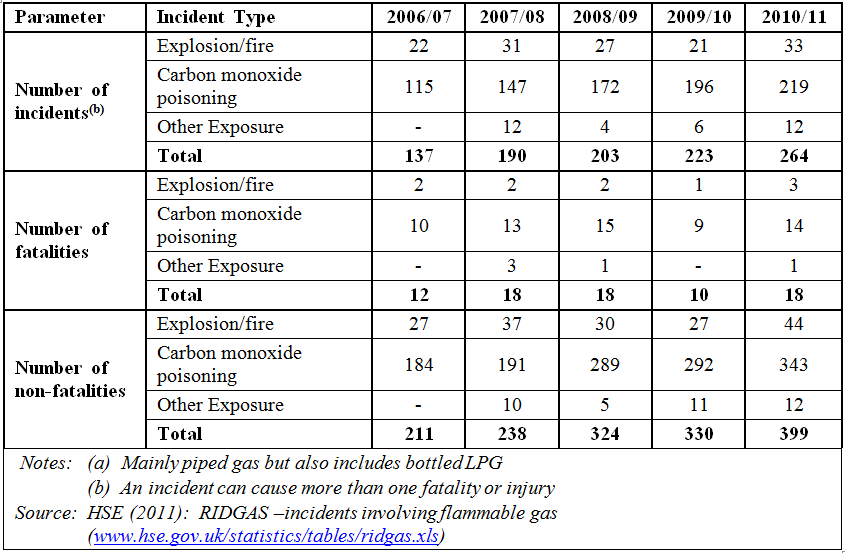 Parameter Incident Type 2006/07 2007/08 2008/09 2009/10 2010/11
Number of incidents(b)
Explosion/fire 22 31 27 21 33
Carbon monoxide poisoning 115 147 172 196 219
Other Exposure - 12 4 6 12
Total 137 190 203 223 264
Number of fatalities
Explosion/fire 2 2 2 1 3
Carbon monoxide poisoning 10 13 15 9 14
Other Exposure - 3 1 - 1
Total 12 18 18 10 18
Number of non-fatalities
Explosion/fire 27 37 30 27 44
Carbon monoxide poisoning 184 191 289 292 343
Other Exposure - 10 5 11 12
Total 211 238 324 330 399
Notes: (a) Mainly piped gas but also includes bottled LPG
(b) An incident can cause more than one fatality or injury
Source: HSE (2011): RIDGAS –incidents involving flammable gas
(www.hse.gov.uk/statistics/tables/ridgas.xls)